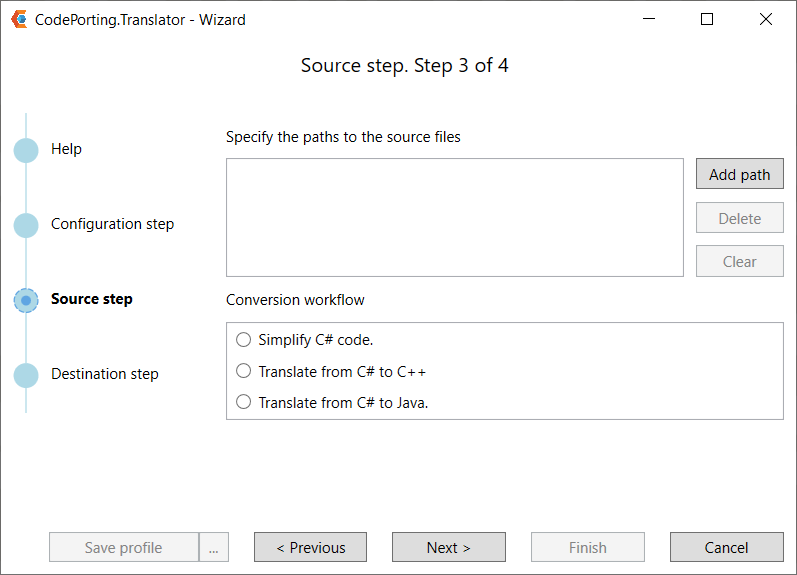 CodePorting.Translator - Wizard
Source step. Step 3 of 4
Help
Configuration step
Source step
Destination step
Specify the paths to the source files
Add path
Delete
Clear
Conversion workflow
Simplify C# code.
Translate from C# to C++
Translate from C# to Java.
Save profile
...
< Previous
Next >
Finish
Cancel